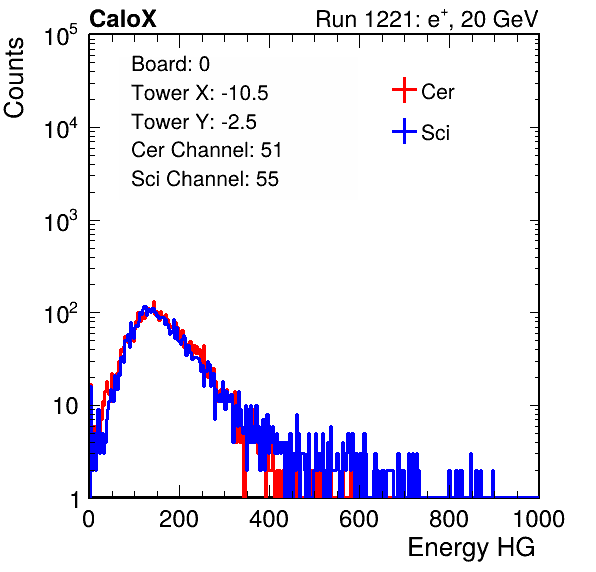 CaloX Run 1221: e⁺, 20 GeV
Counts
10⁵
10⁴
10³
10²
10
1
Board: 0
Tower X: -10.5
Tower Y: -2.5
Cer Channel: 51
Sci Channel: 55
Cer
Sci
0 200 400 600 800 1000
Energy HG